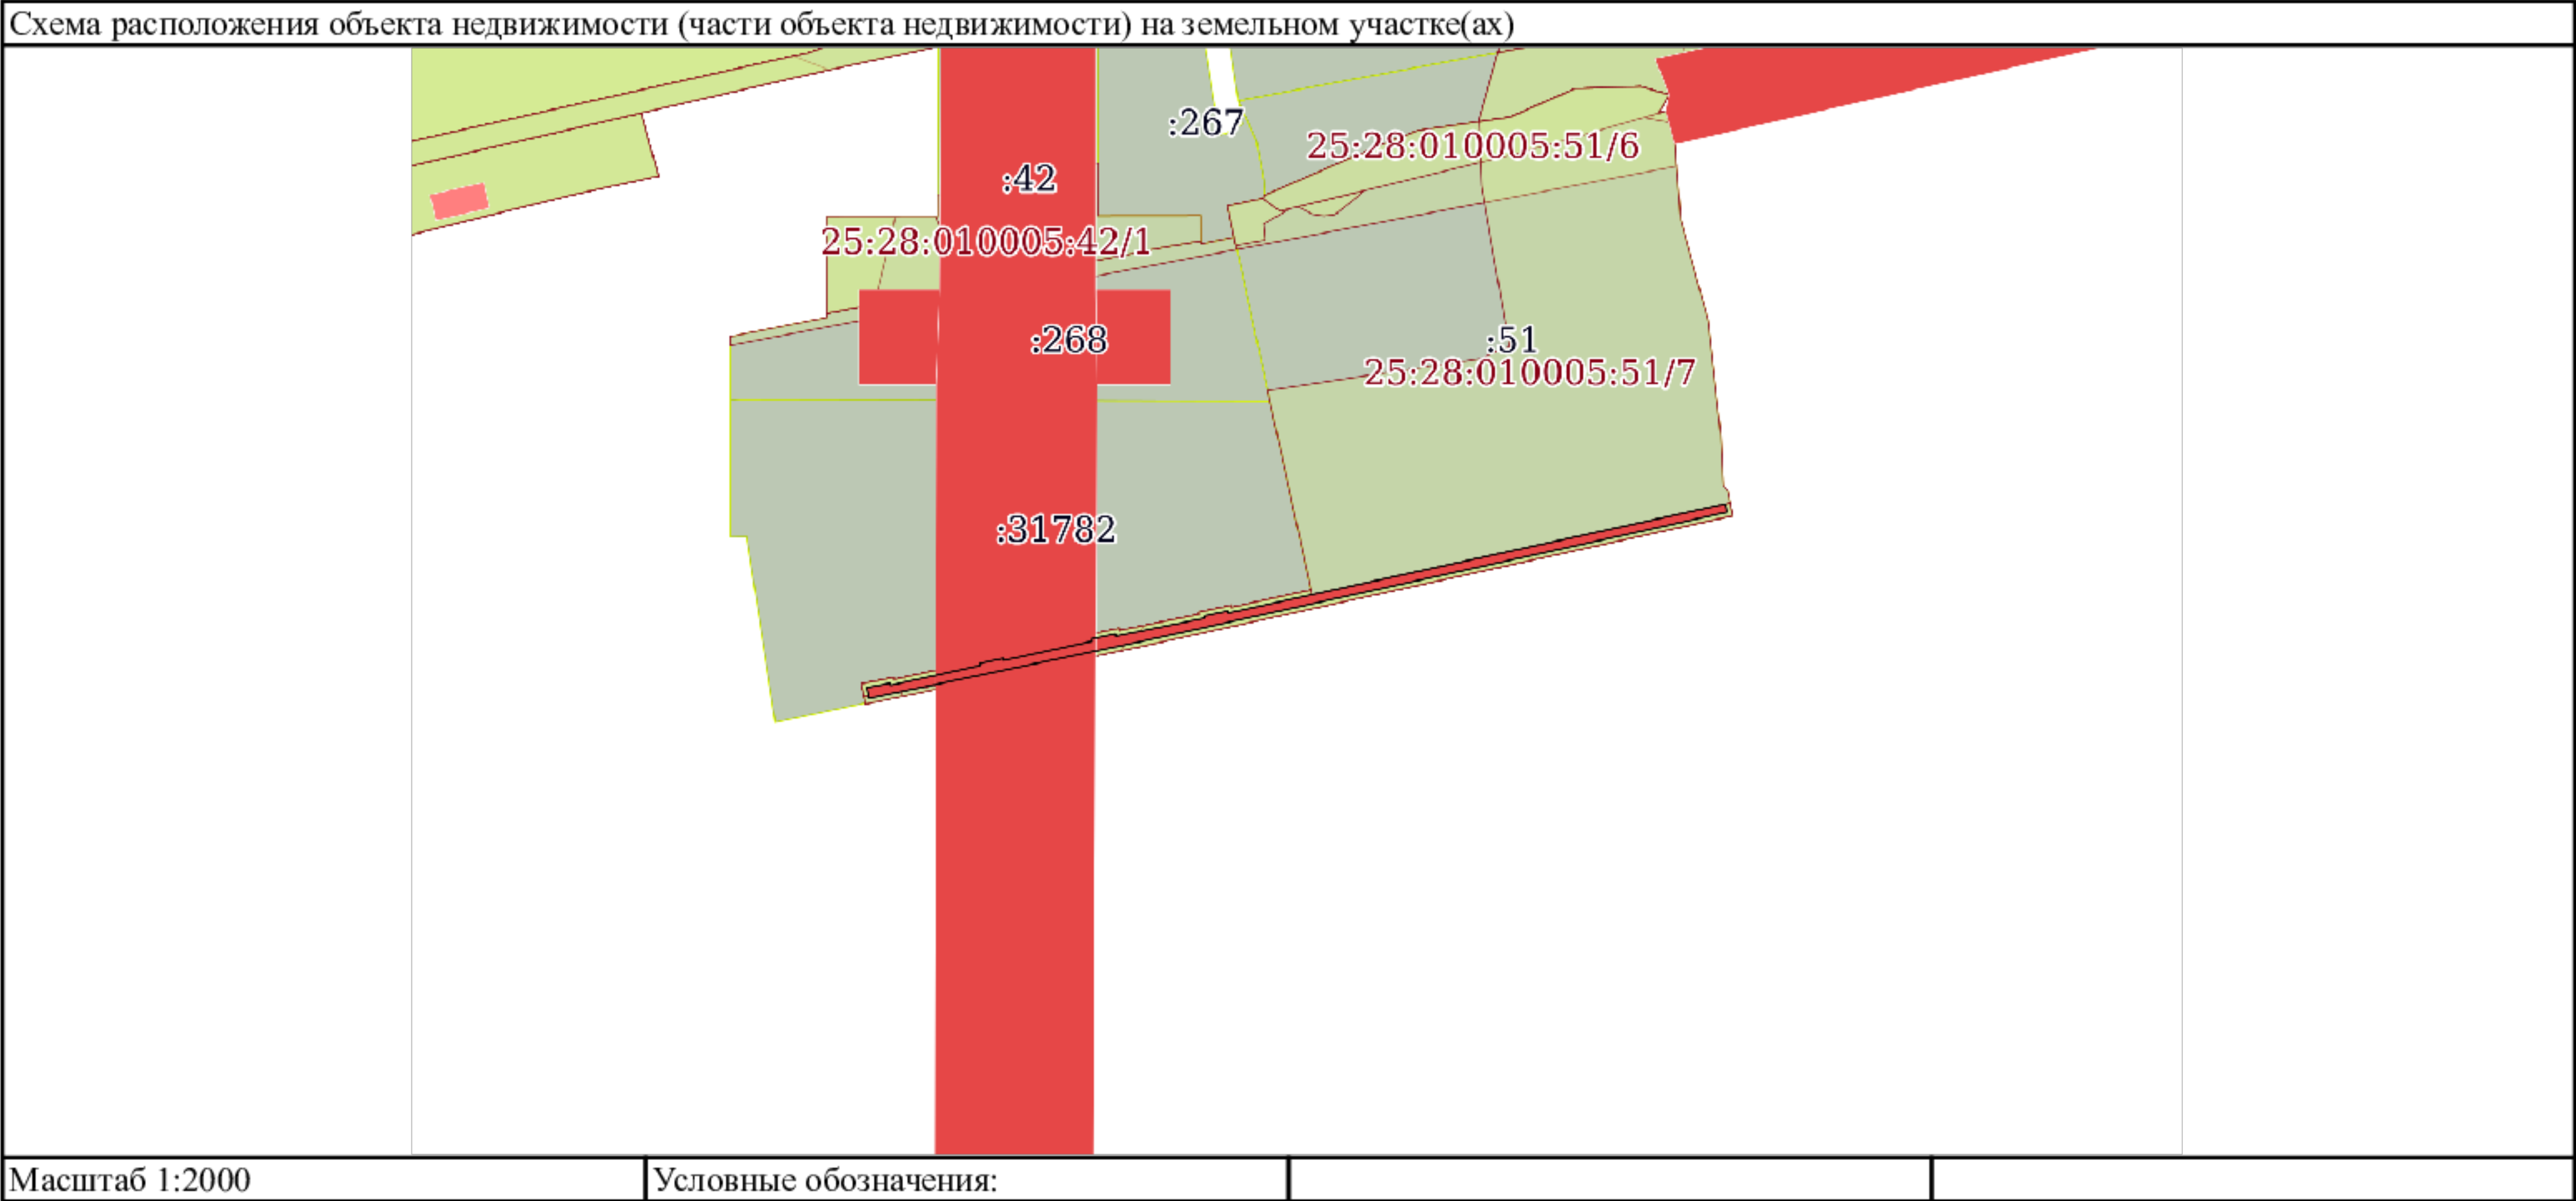 Схема расположения объекта недвижимости (части объекта недвижимости) на земельном участке(ах)
:267
25:28:010005:51/6
:42
25:28:010005:42/1
:268
:51
25:28:010005:51/7
:31782
Масштаб 1:2000
Условные обозначения: